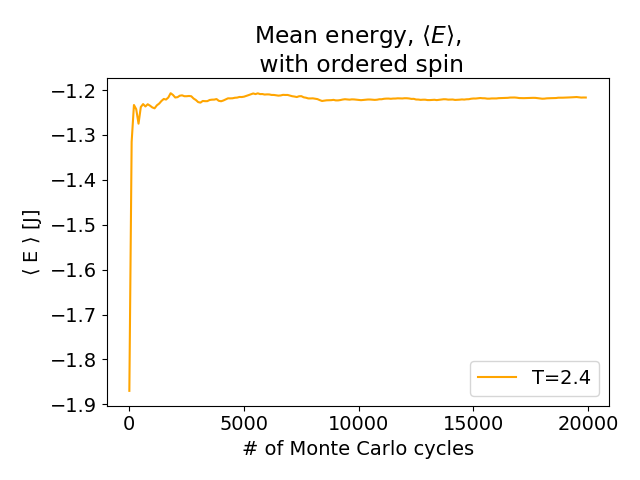 Mean energy, ⟨E⟩,
with ordered spin
−1.2
−1.3
−1.4
−1.5
−1.6
−1.7
−1.8
−1.9
⟨ E ⟩ [J]
T=2.4
0 5000 10000 15000 20000
# of Monte Carlo cycles